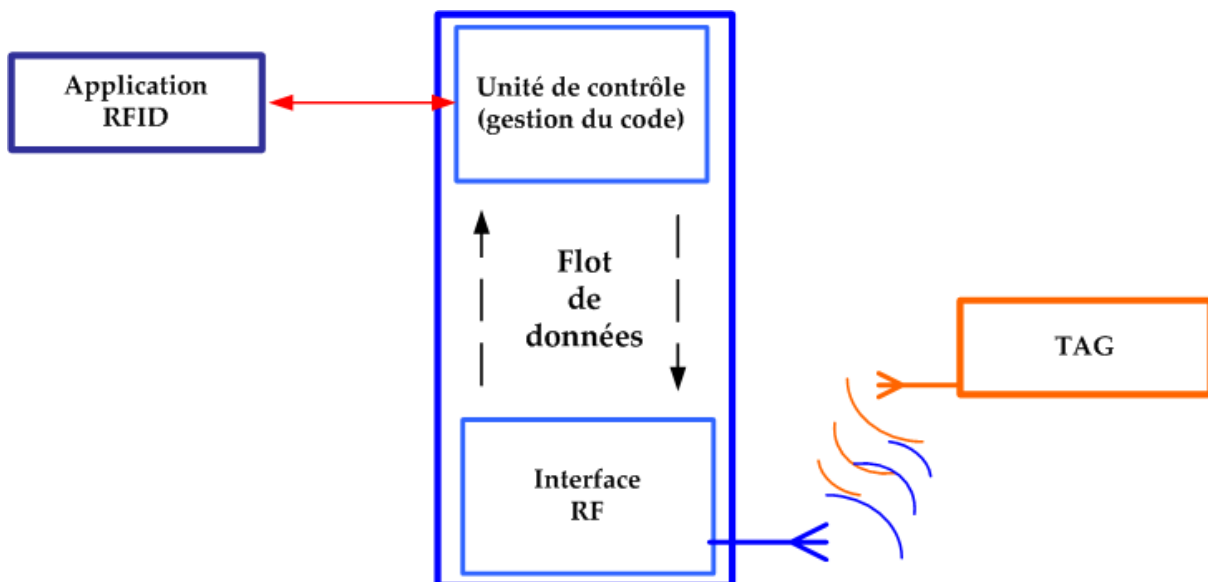 Application
RFID
Unité de contrôle
(gestion du code)
Flot
de
données
TAG
Interface
RF